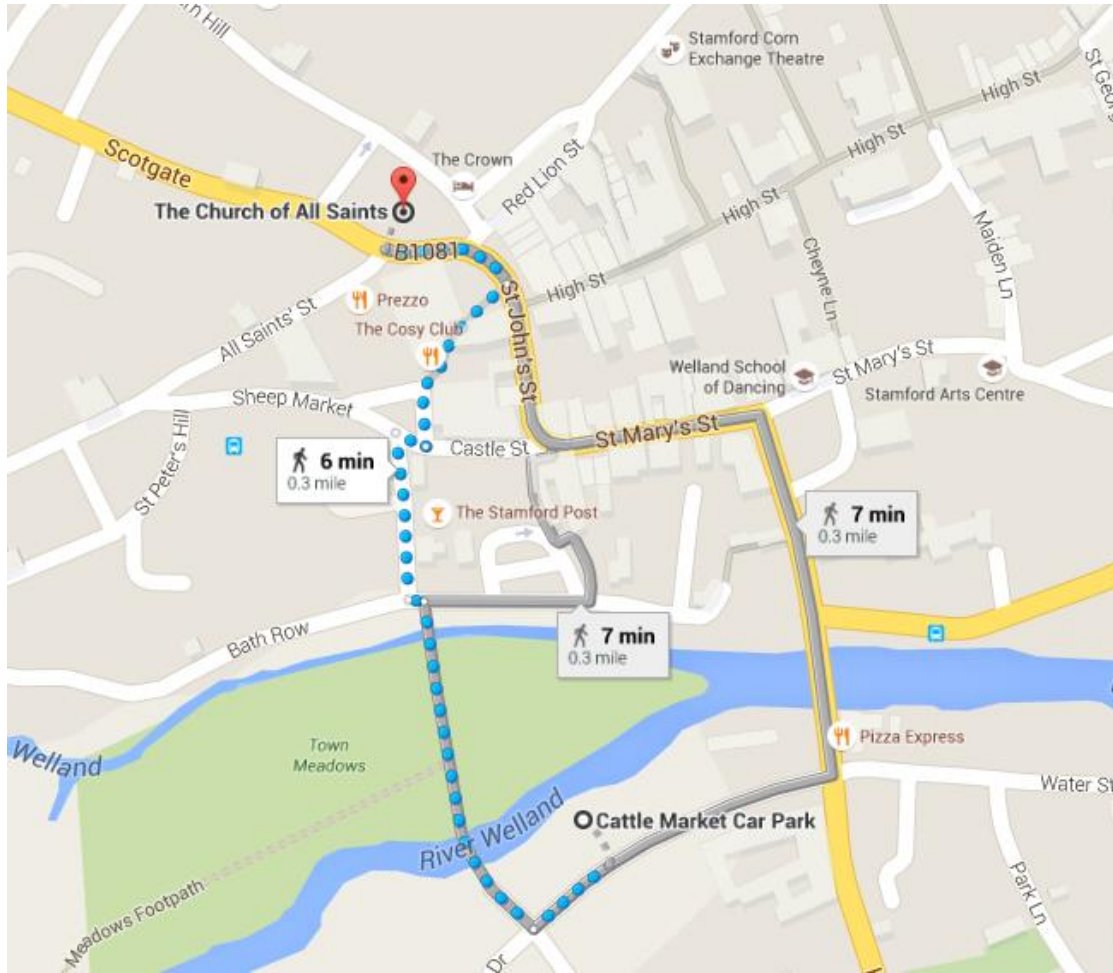 Stamford Corn
Exchange Theatre
St Geor
High St
High St
High St
High St
Scotgate
The Crown
Red Lion St
The Church of All Saints
B1081
Maiden Ln
Cheyne Ln
St John's St
Prezzo
The Cosy Club
All Saints' St
Welland School
of Dancing
St Mary's St
Stamford Arts Centre
Sheep Market
St Peter's Hill
Castle St
St Mary's St
6 min
0.3 mile
The Stamford Post
7 min
0.3 mile
7 min
0.3 mile
Bath Row
Pizza Express
Welland
Town
Meadows
Water St
Cattle Market Car Park
River Welland
Meadows Footpath
Park Ln
Dr